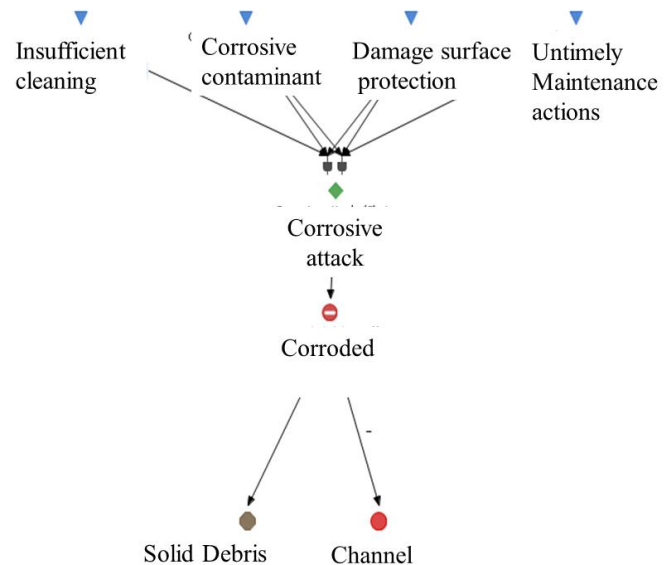 Insufficient
cleaning
Corrosive
contaminant
Damage surface
protection
Untimely
Maintenance
actions
Corrosive
attack
Corroded
-
Solid Debris
Channel